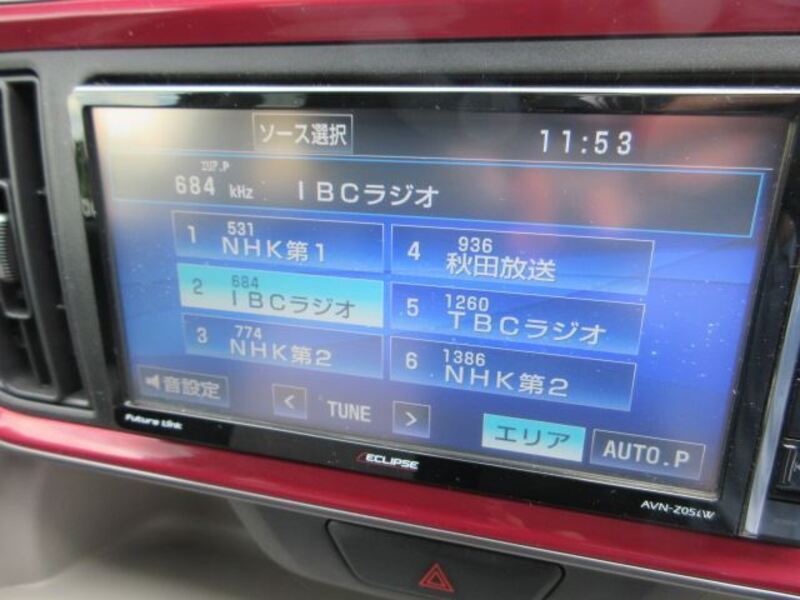 ソース選択
11:53
684 kHz ＩＢＣラジオ
1 531 ＮＨＫ第１
4 936 秋田放送
2 684 ＩＢＣラジオ
5 1260 ＴＢＣラジオ
3 774 ＮＨＫ第２
6 1386 ＮＨＫ第２
音設定
< TUNE >
エリア
AUTO.P
Future Link
ECLIPSE